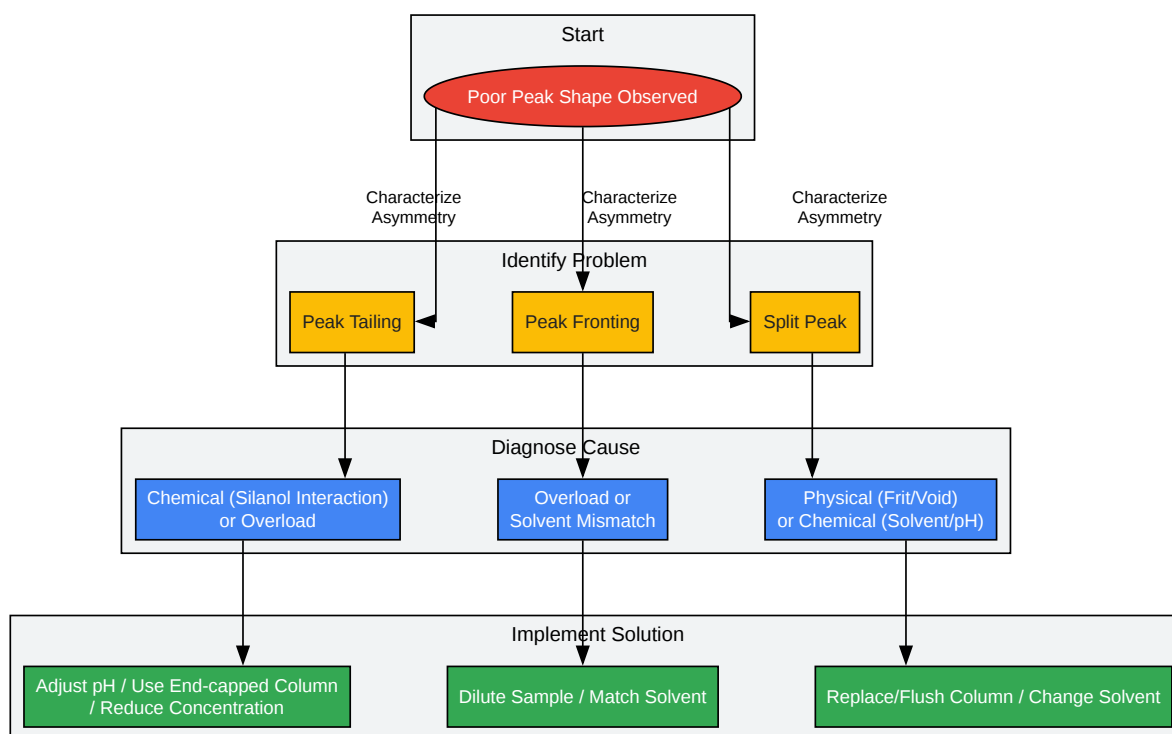 Start
Poor Peak Shape Observed
Characterize
Asymmetry
Characterize
Asymmetry
Characterize
Asymmetry
Identify Problem
Peak Tailing
Peak Fronting
Split Peak
Diagnose Cause
Chemical (Silanol Interaction)
or Overload
Overload or
Solvent Mismatch
Physical (Frit/Void)
or Chemical (Solvent/pH)
Implement Solution
Adjust pH / Use End-capped Column
/ Reduce Concentration
Dilute Sample / Match Solvent
Replace/Flush Column / Change Solvent